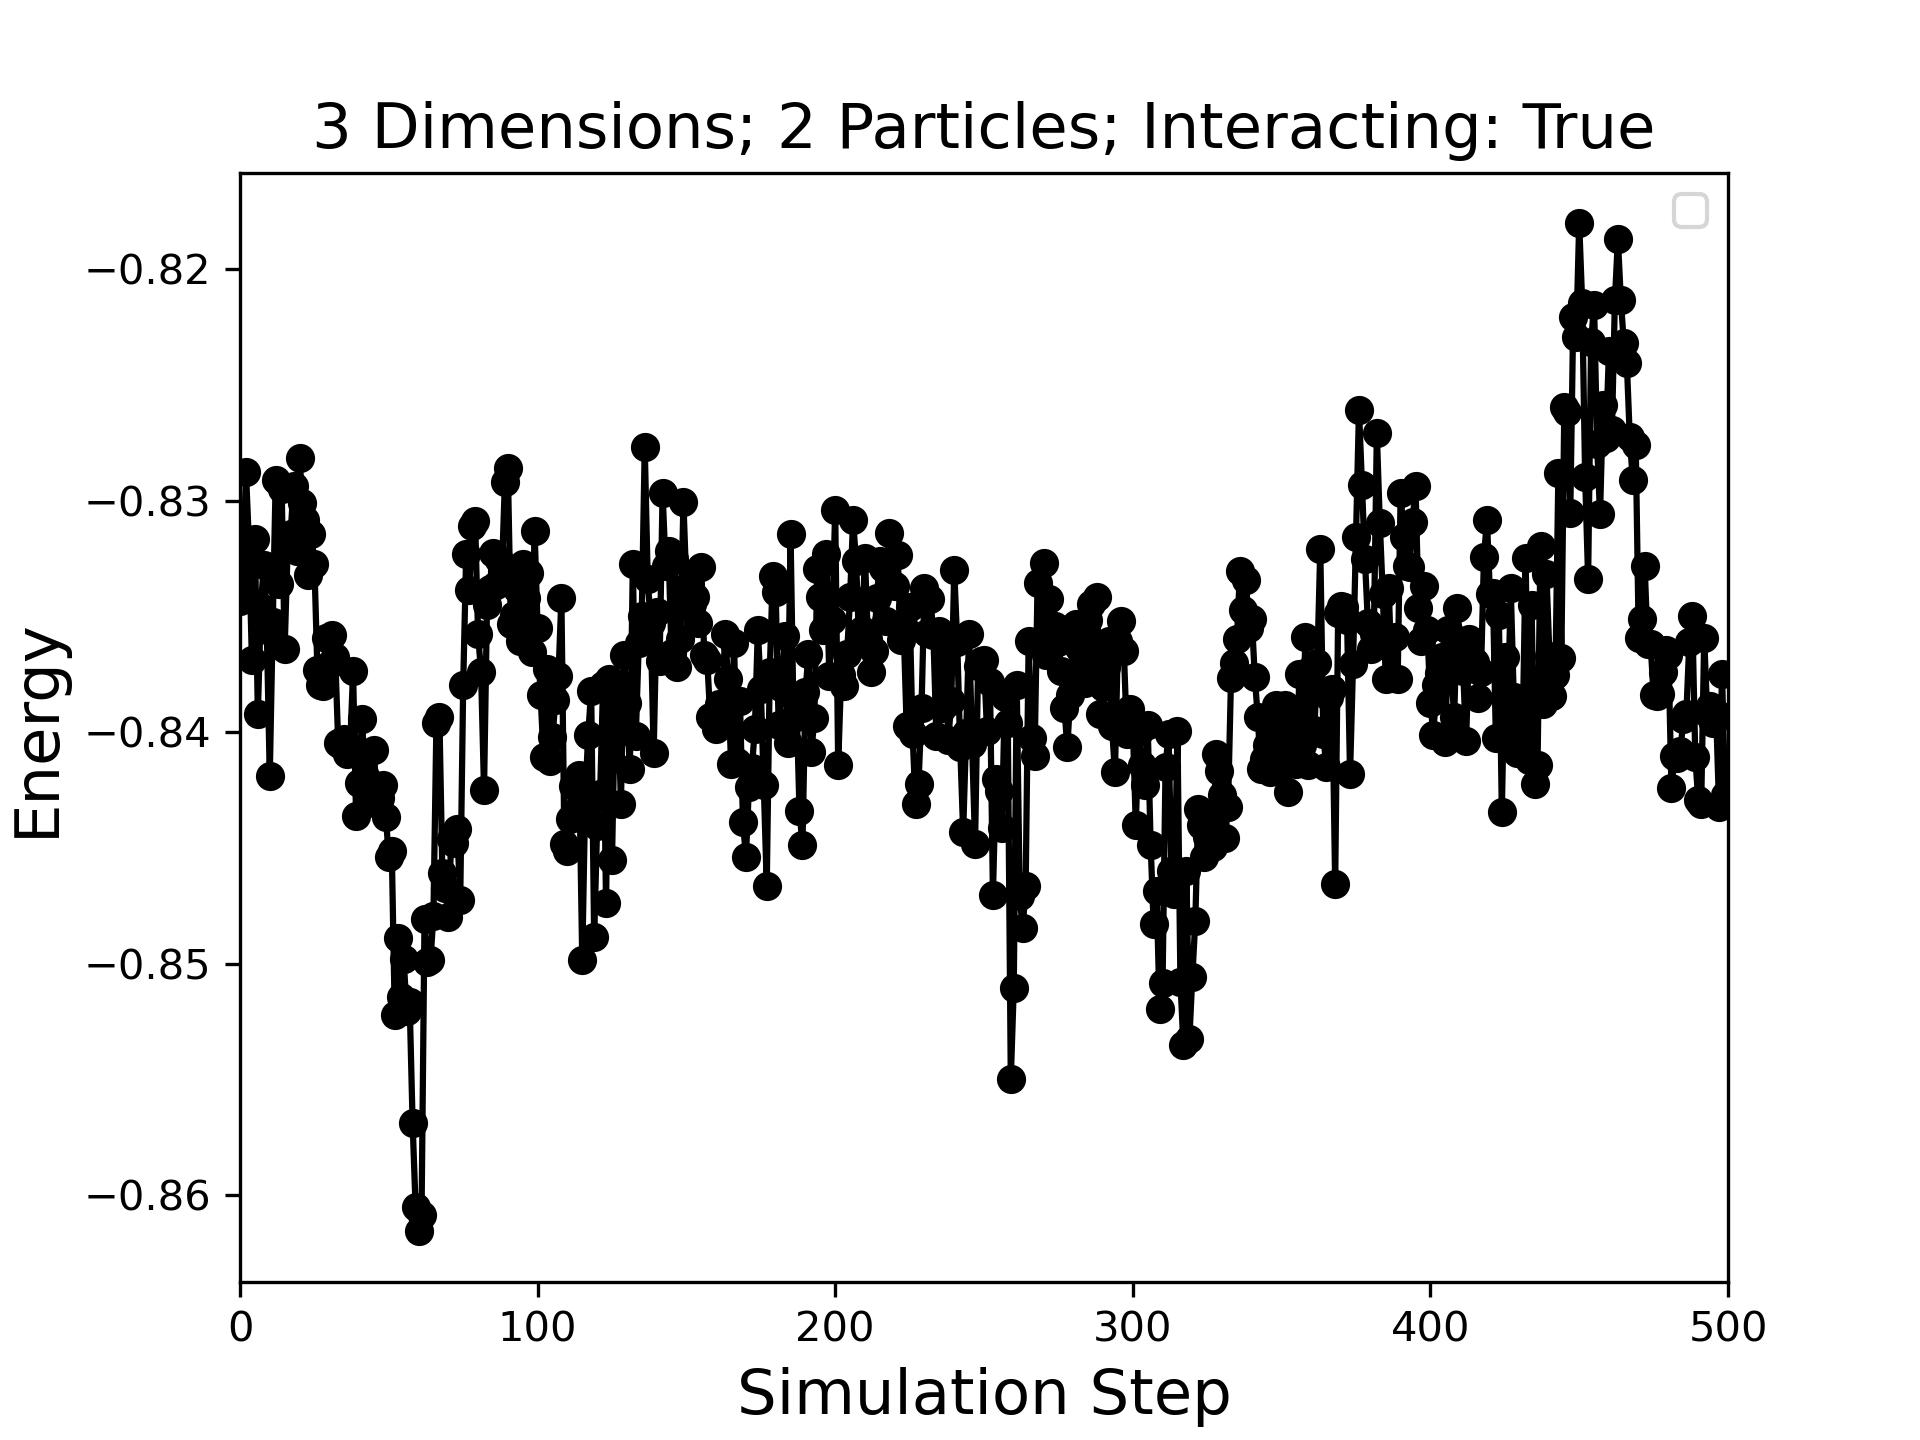 3 Dimensions; 2 Particles; Interacting: True
Energy
−0.82
−0.83
−0.84
−0.85
−0.86
0 100 200 300 400 500
Simulation Step